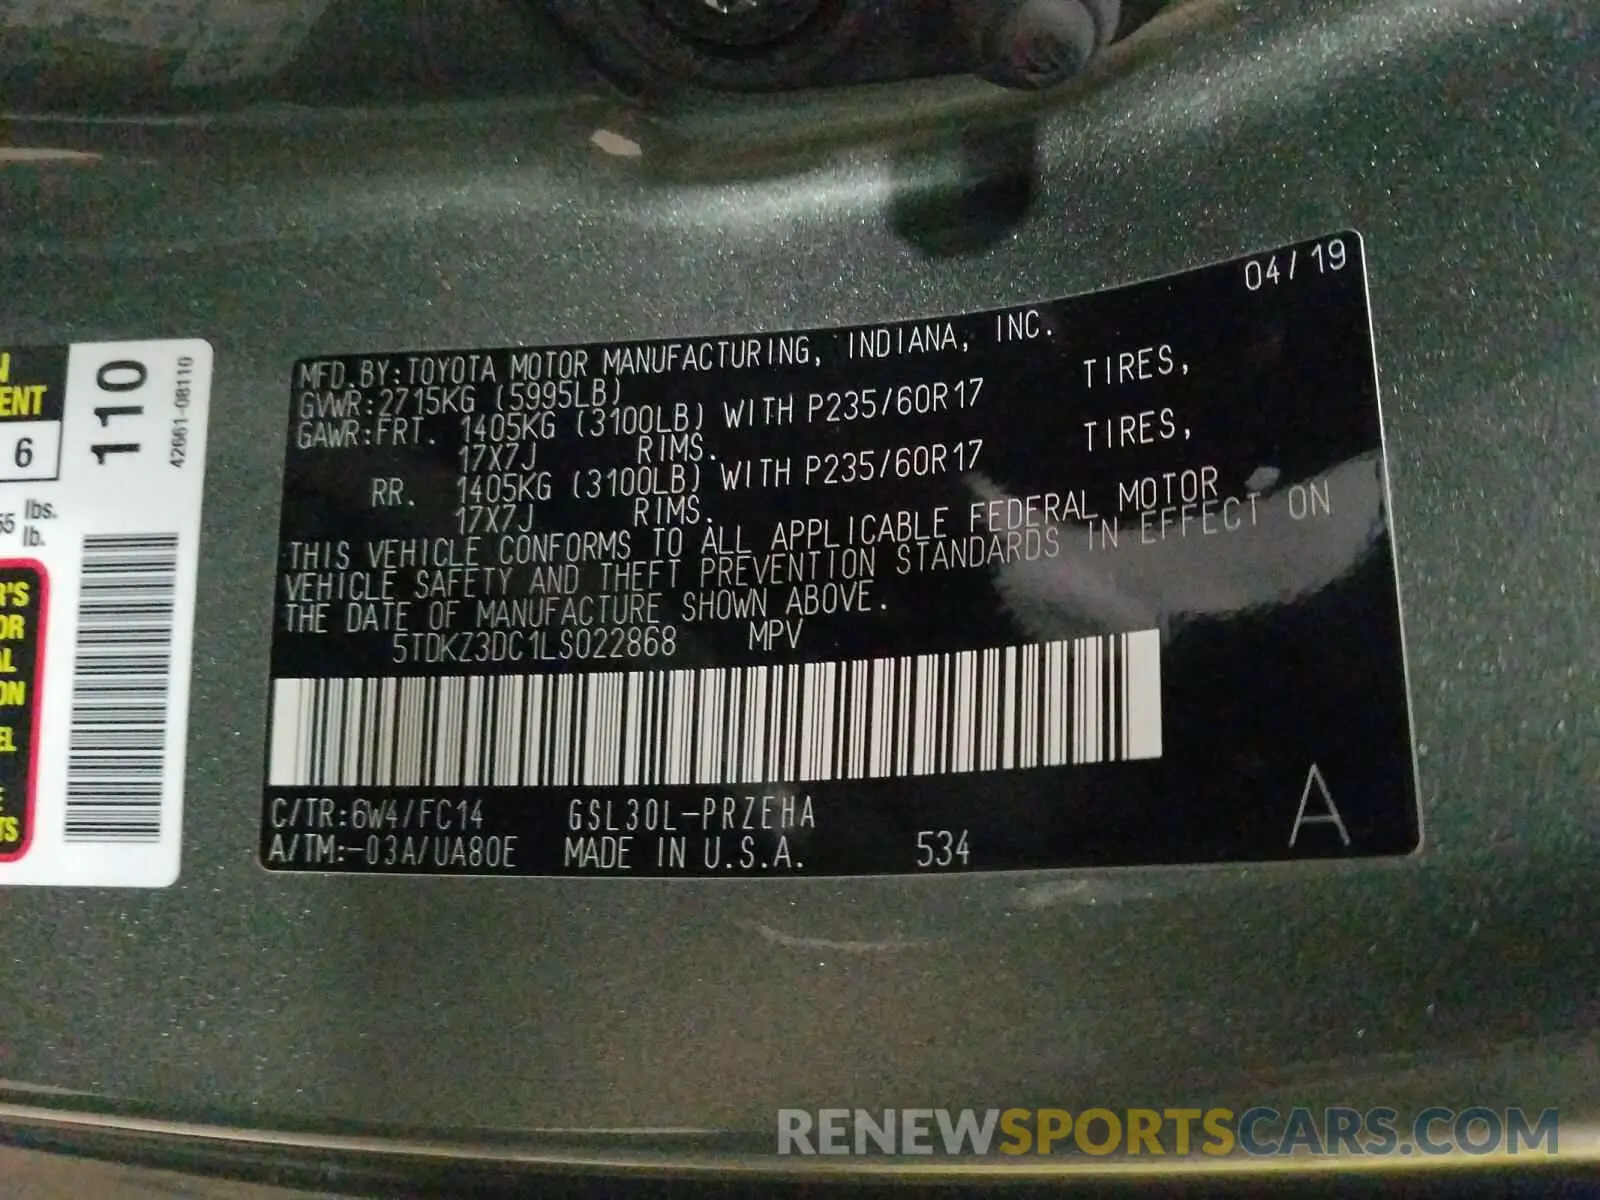 04/19
MFD.BY:TOYOTA MOTOR MANUFACTURING, INDIANA, INC.
GVWR:2715KG (5995LB)
GAWR:FRT. 1405KG (3100LB) WITH P235/60R17 TIRES,
17X7J RIMS.
RR. 1405KG (3100LB) WITH P235/60R17 TIRES,
17X7J RIMS.
THIS VEHICLE CONFORMS TO ALL APPLICABLE FEDERAL MOTOR
VEHICLE SAFETY AND THEFT PREVENTION STANDARDS IN EFFECT ON
THE DATE OF MANUFACTURE SHOWN ABOVE.
5TDKZ3DC1LS022868 MPV
C/TR:6W4/FC14 GSL30L-PRZEHA
A/TM:-03A/UA80E MADE IN U.S.A. 534
A
110
42661-08110
6
lbs.
lb.
RENEWSPORTSCARS.COM